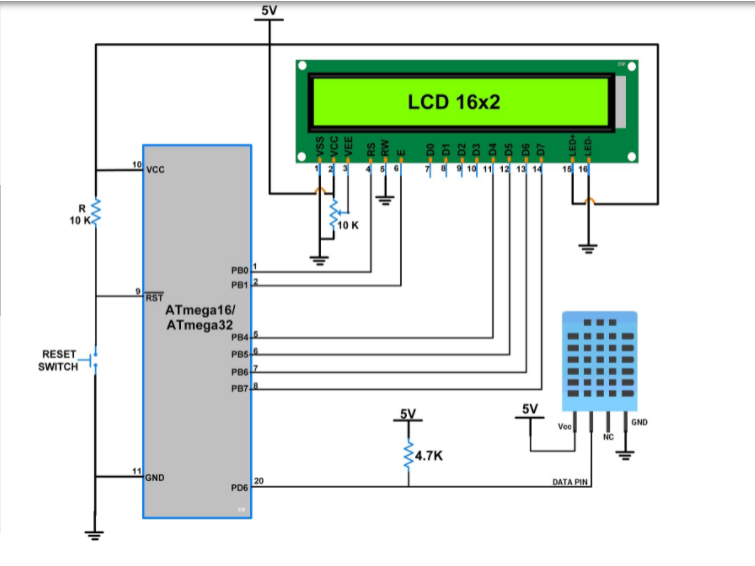 5V
LCD 16x2
VSS VCC VEE RS RW E D0 D1 D2 D3 D4 D5 D6 D7 LED+ LED-
1 2 3 4 5 6 7 8 9 10 11 12 13 14 15 16
10 VCC
R
10 K
10 K
PB0 1
PB1 2
9 RST
ATmega16/
ATmega32
PB4 5
RESET
SWITCH
PB5 6
PB6 7
PB7 8
5V
5V
Vcc
GND
NC
4.7K
11 GND
PD6 20
DATA PIN